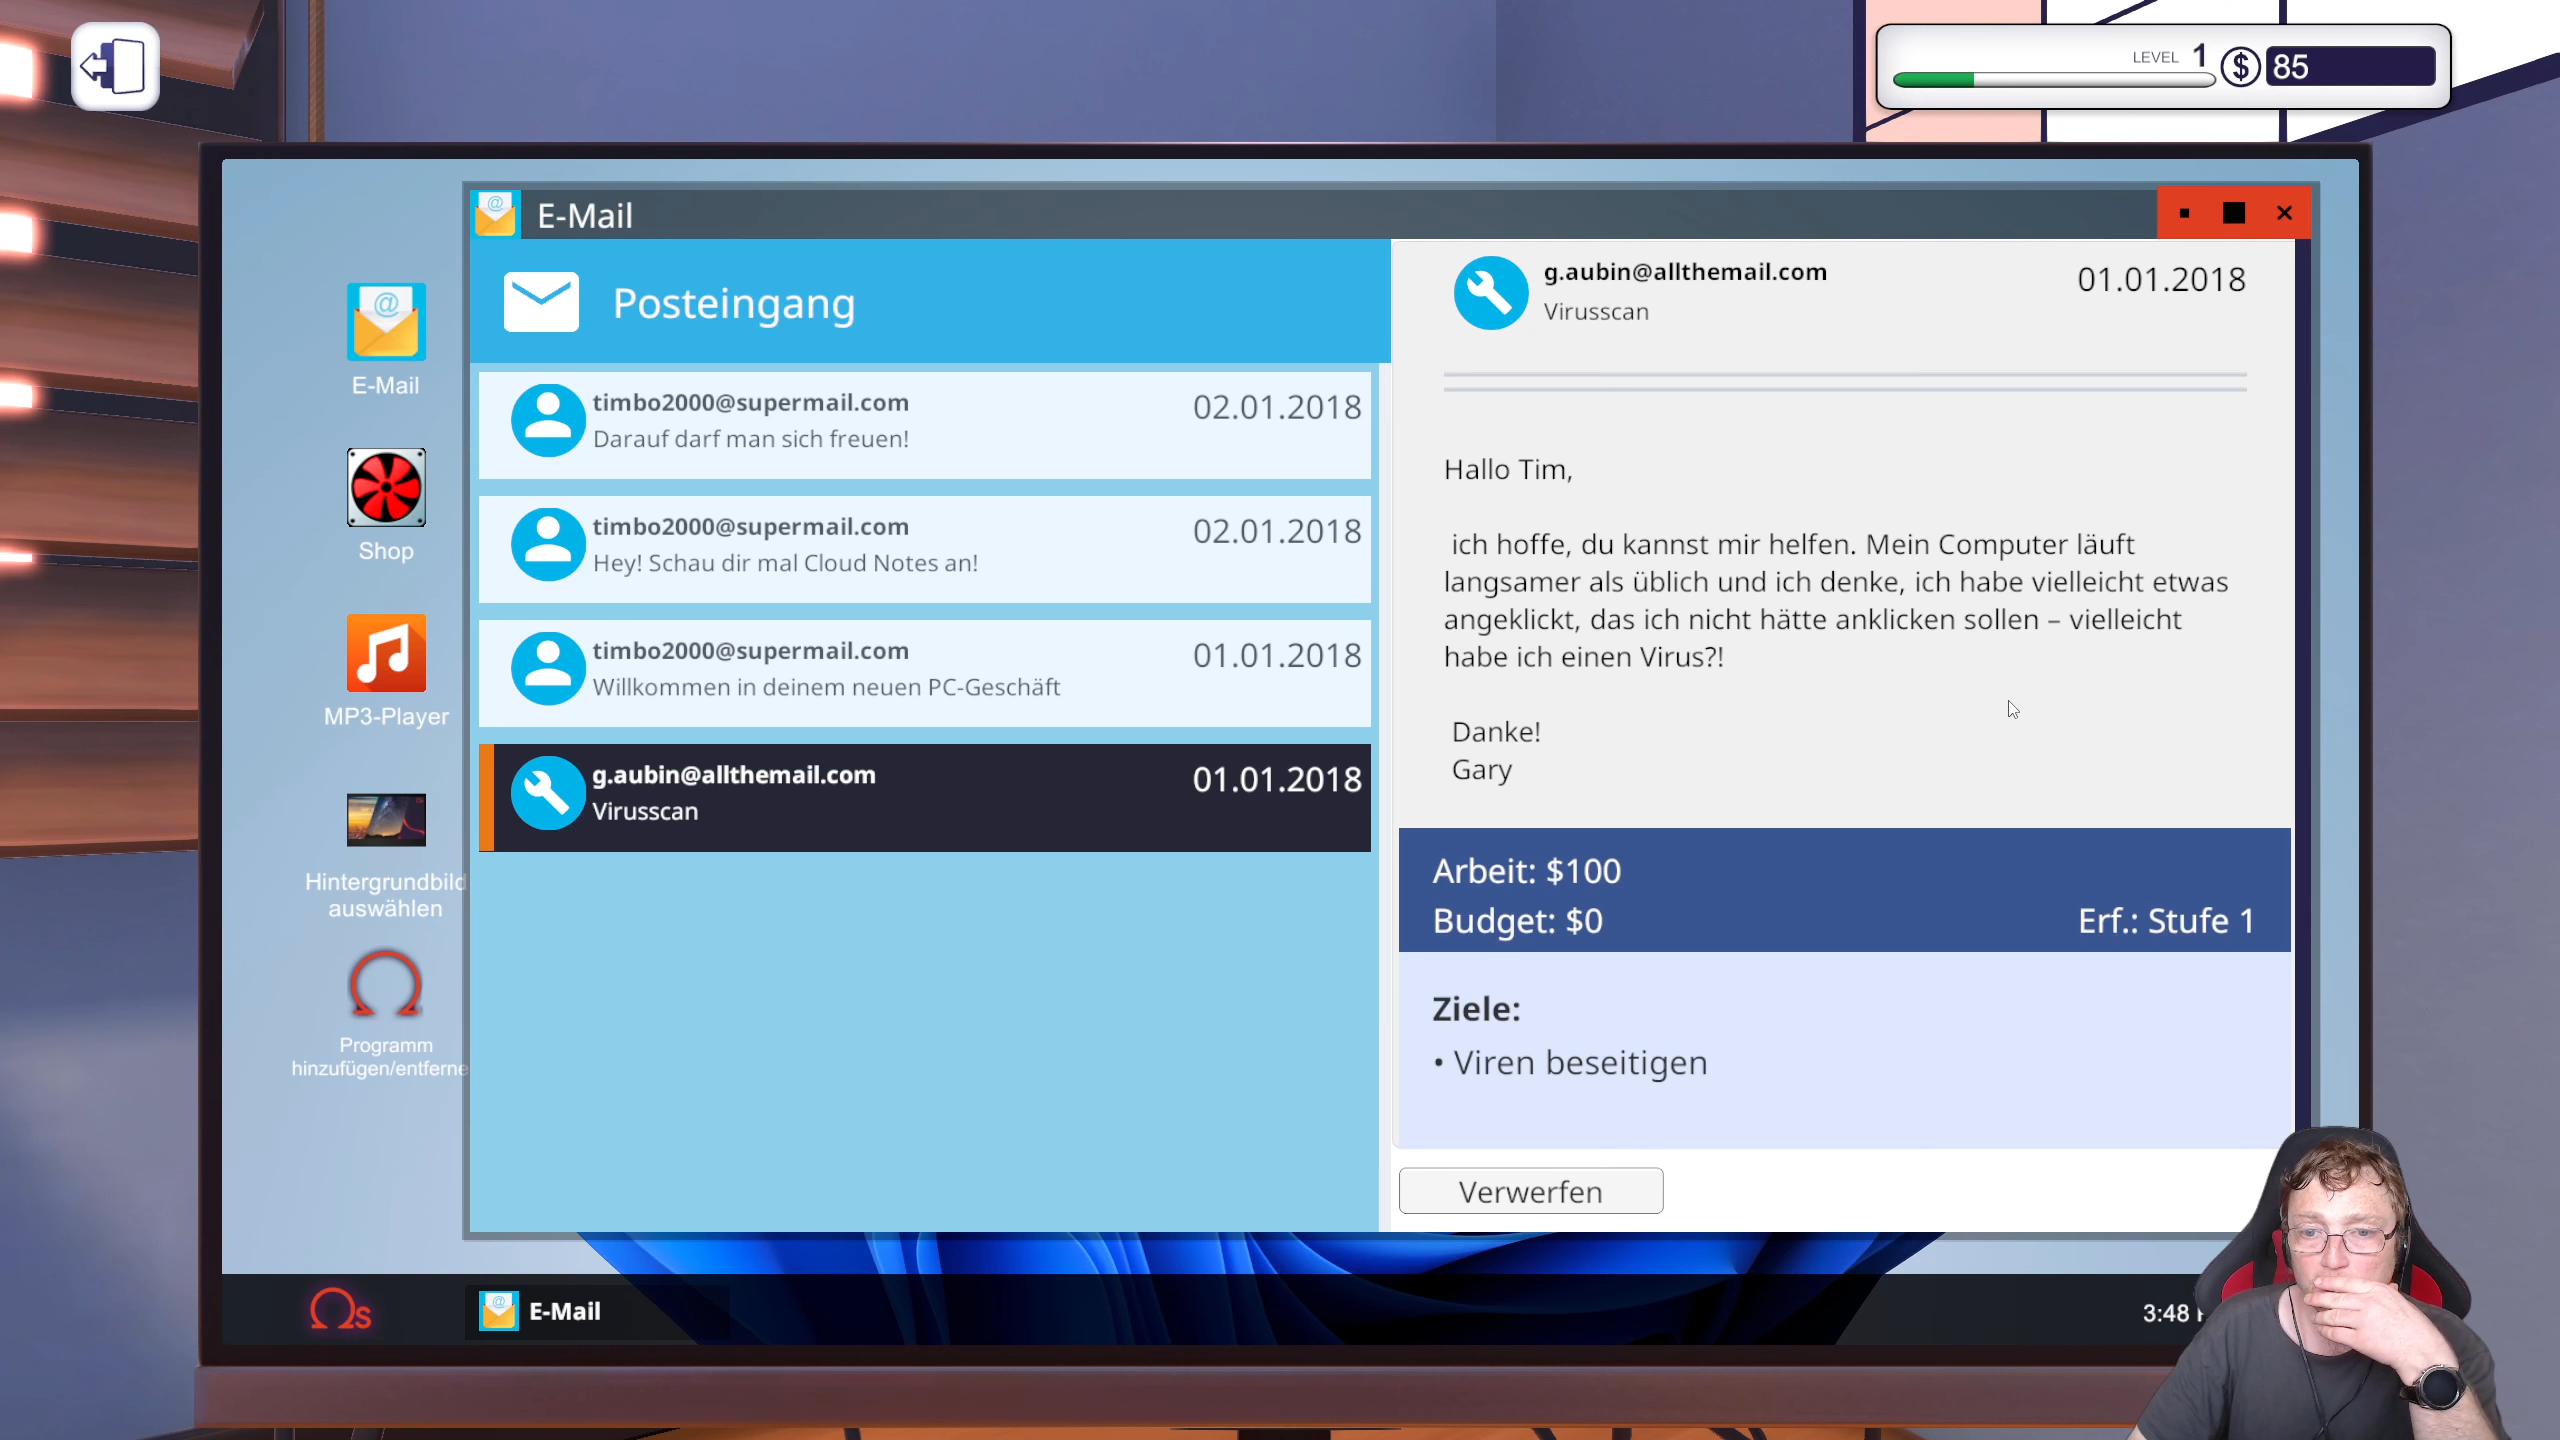 LEVEL 1
85
E-Mail
Posteingang
E-Mail
Shop
MP3-Player
Hintergrundbild
auswählen
Programm
hinzufügen/entferne
timbo2000@supermail.com
02.01.2018
Darauf darf man sich freuen!
timbo2000@supermail.com
02.01.2018
Hey! Schau dir mal Cloud Notes an!
timbo2000@supermail.com
01.01.2018
Willkommen in deinem neuen PC-Geschäft
g.aubin@allthemail.com
01.01.2018
Virusscan
g.aubin@allthemail.com
01.01.2018
Virusscan
Hallo Tim,
ich hoffe, du kannst mir helfen. Mein Computer läuft
langsamer als üblich und ich denke, ich habe vielleicht etwas
angeklickt, das ich nicht hätte anklicken sollen – vielleicht
habe ich einen Virus?!
Danke!
Gary
Arbeit: $100
Budget: $0
Erf.: Stufe 1
Ziele:
• Viren beseitigen
Verwerfen
Ωs
E-Mail
3:48